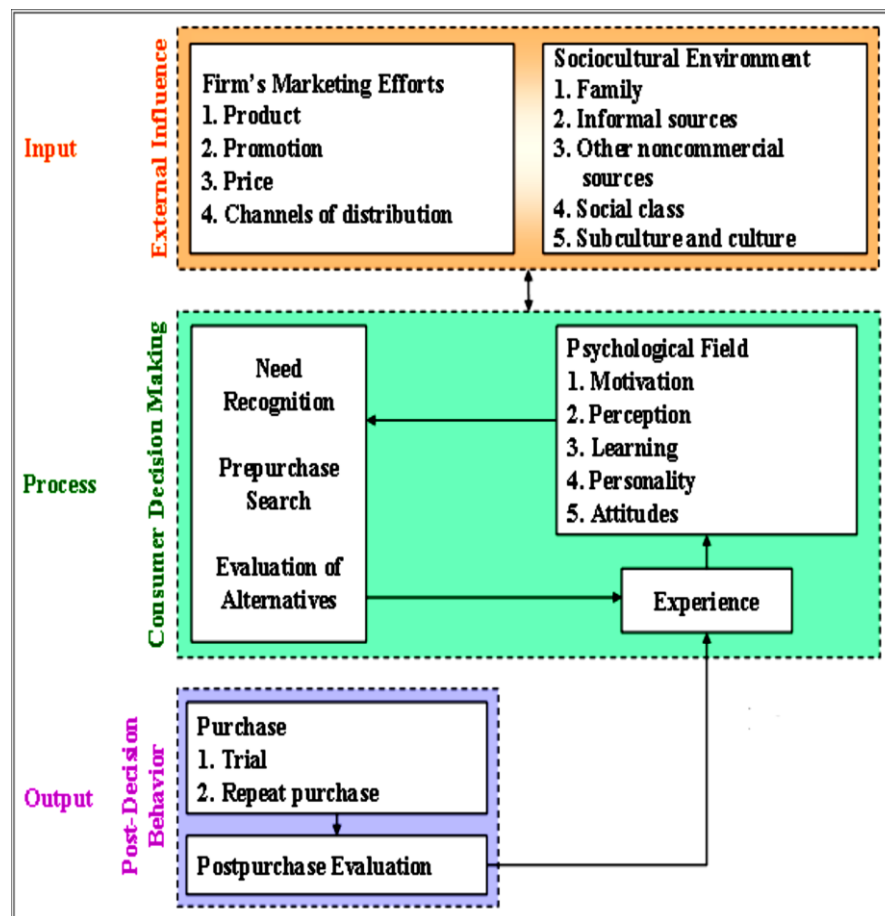 Input
External Influence
Firm's Marketing Efforts
1. Product
2. Promotion
3. Price
4. Channels of distribution
Sociocultural Environment
1. Family
2. Informal sources
3. Other noncommercial
sources
4. Social class
5. Subculture and culture
Process
Consumer Decision Making
Need
Recognition
Prepurchase
Search
Evaluation of
Alternatives
Psychological Field
1. Motivation
2. Perception
3. Learning
4. Personality
5. Attitudes
Experience
Output
Post-Decision
Behavior
Purchase
1. Trial
2. Repeat purchase
Postpurchase Evaluation